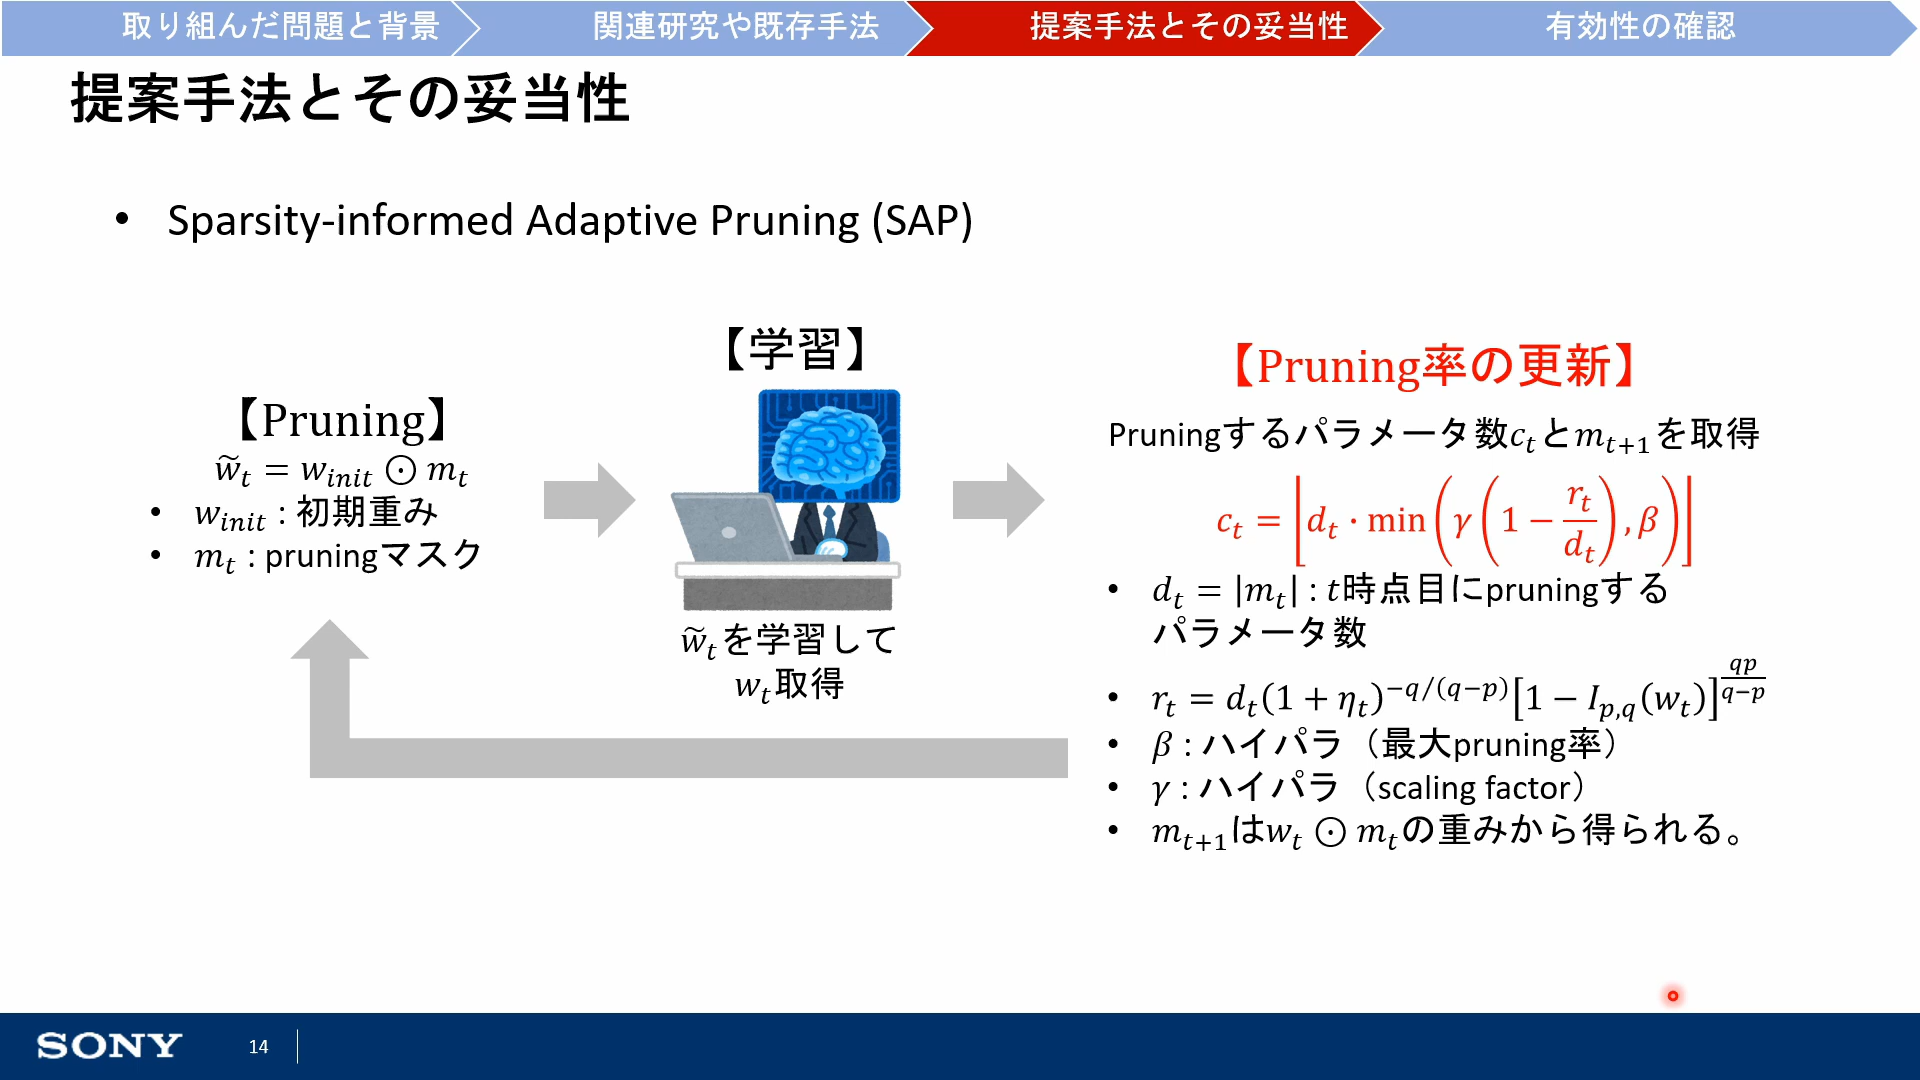 取り組んだ問題と背景
関連研究や既存手法
提案手法とその妥当性
有効性の確認
提案手法とその妥当性
• Sparsity-informed Adaptive Pruning (SAP)
【Pruning】
w̃_t = w_init ⊙ m_t
• w_init : 初期重み
• m_t : pruningマスク
【学習】
w̃_tを学習して
w_t取得
【Pruning率の更新】
Pruningするパラメータ数c_tとm_{t+1}を取得
c_t = ⌊d_t · min(γ(1 − r_t/d_t), β)⌋
• d_t = |m_t| : t時点目にpruningする
パラメータ数
• r_t = d_t(1 + η_t)^{−q/(q−p)}[1 − I_{p,q}(w_t)]^{qp/(q−p)}
• β : ハイパラ（最大pruning率）
• γ : ハイパラ（scaling factor）
• m_{t+1}はw_t ⊙ m_tの重みから得られる。
SONY
14